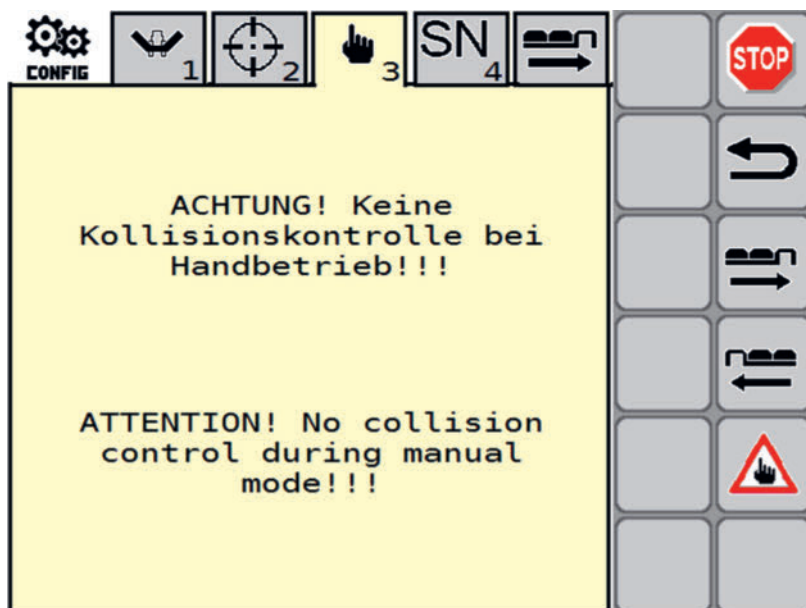 CONFIG
1
2
3
SN
4
STOP
ACHTUNG! Keine
Kollisionskontrolle bei
Handbetrieb!!!
ATTENTION! No collision
control during manual
mode!!!